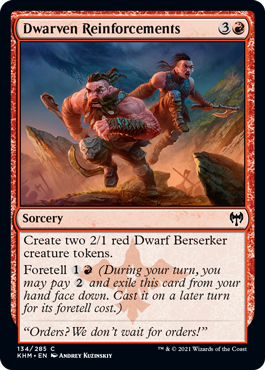 Dwarven Reinforcements 3
Sorcery
Create two 2/1 red Dwarf Berserker
creature tokens.
Foretell 1 (During your turn, you
may pay 2 and exile this card from your
hand face down. Cast it on a later turn
for its foretell cost.)
"Orders? We don't wait for orders!"
134/285 C
KHM • EN Andrey Kuzinskiy
™ & © 2021 Wizards of the Coast